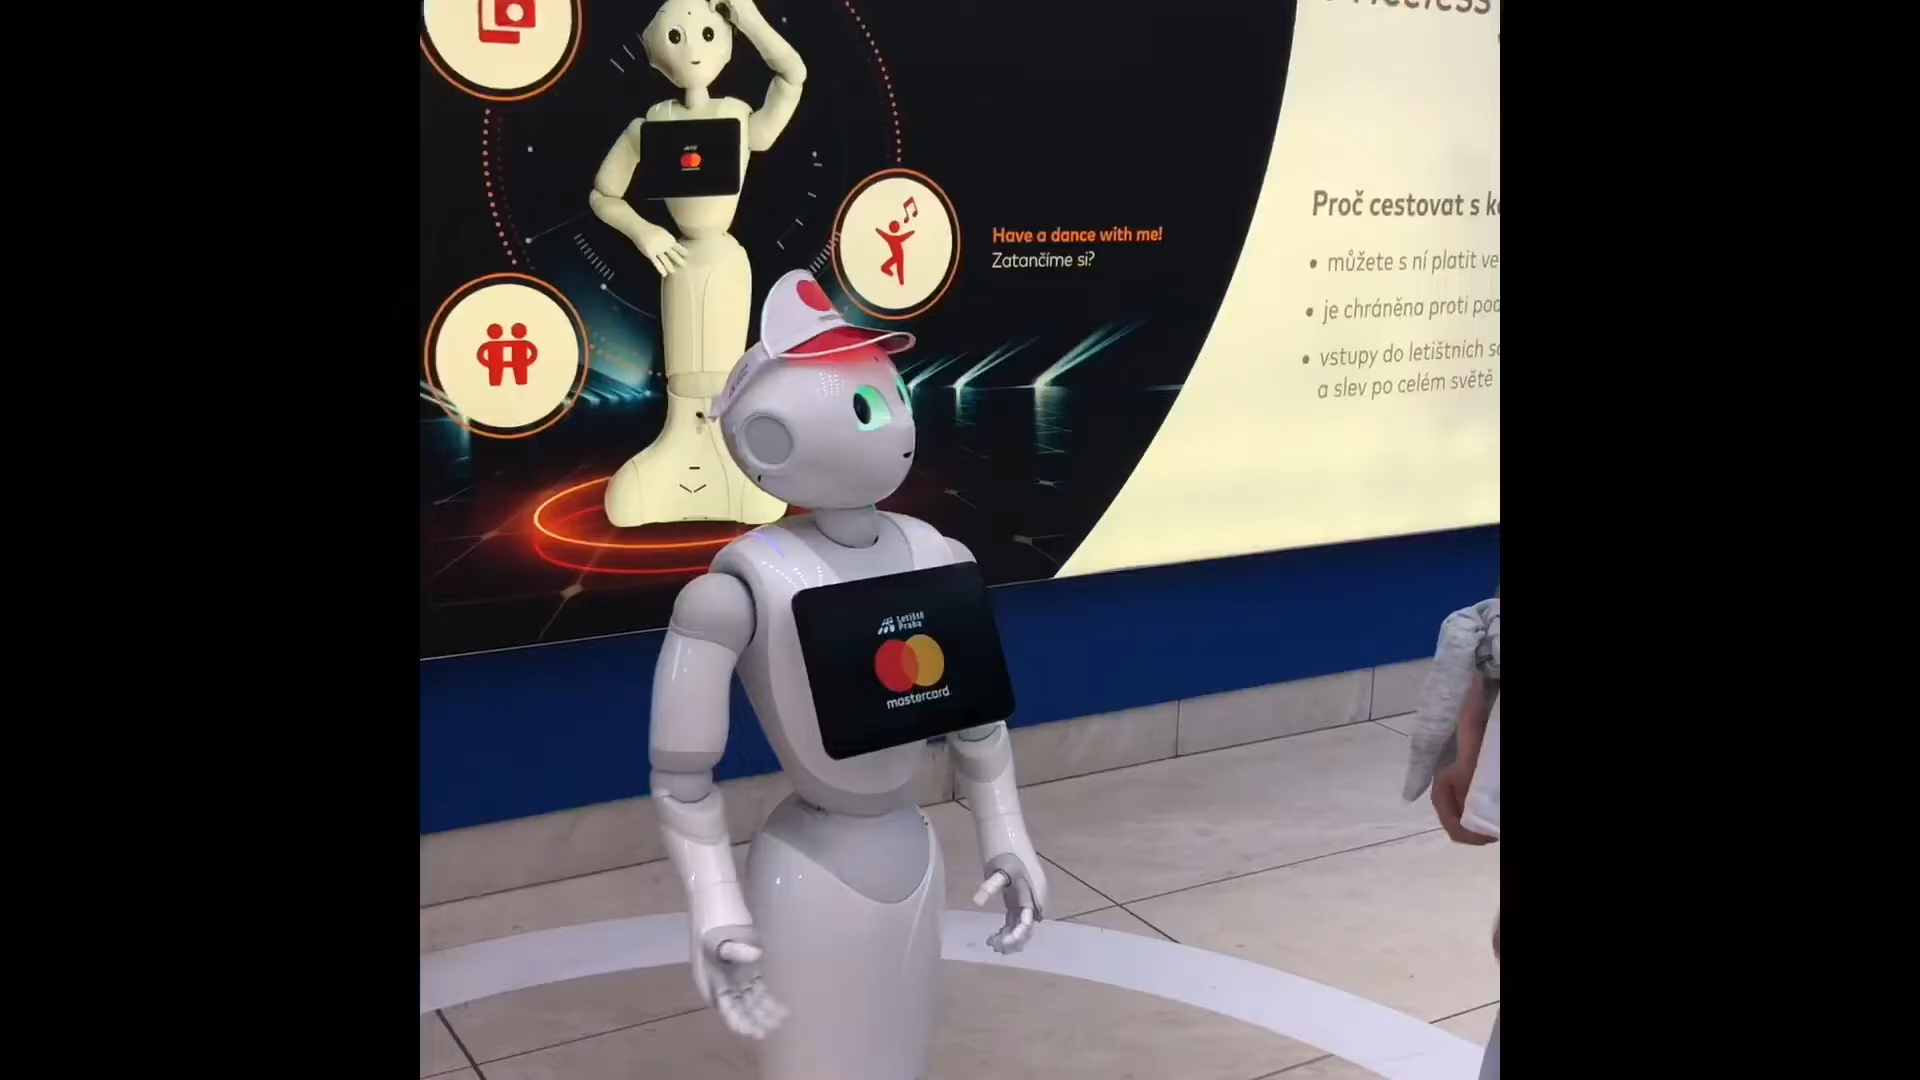 Have a dance with me!
Zatančíme si?
Proč cestovat s
• můžete s ní platit ve
• je chráněna proti
• vstupy do letištních
a slev po celém světě
Letiště
Praha
mastercard